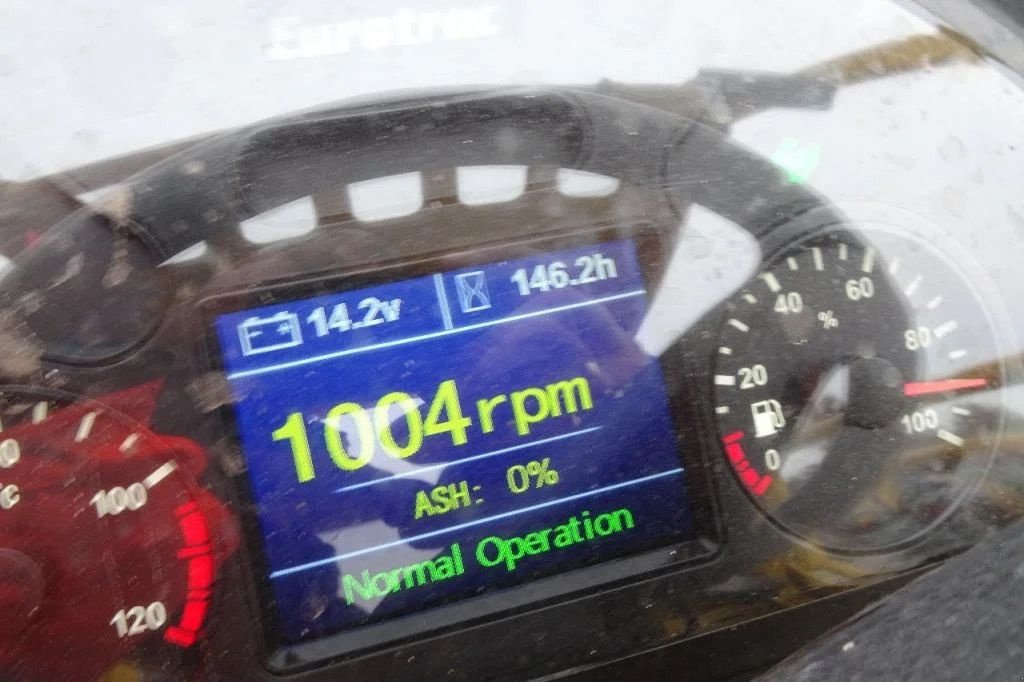 Eurotrac
14.2v
146.2h
1004rpm
ASH: 0%
Normal Operation
40
60
%
20
80
0
100
100
°c
120